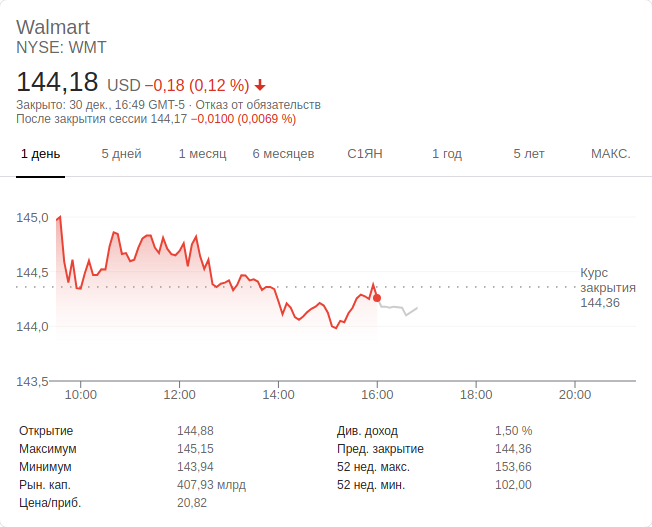 Walmart
NYSE: WMT
144,18 USD −0,18 (0,12 %)
Закрыто: 30 дек., 16:49 GMT-5 · Отказ от обязательств
После закрытия сессии 144,17 −0,0100 (0,0069 %)
1 день 5 дней 1 месяц 6 месяцев С1ЯН 1 год 5 лет МАКС.
145,0
144,5
144,0
143,5
Курс
закрытия
144,36
10:00 12:00 14:00 16:00 18:00 20:00
Открытие 144,88 Див. доход 1,50 %
Максимум 145,15 Пред. закрытие 144,36
Минимум 143,94 52 нед. макс. 153,66
Рын. кап. 407,93 млрд 52 нед. мин. 102,00
Цена/приб. 20,82